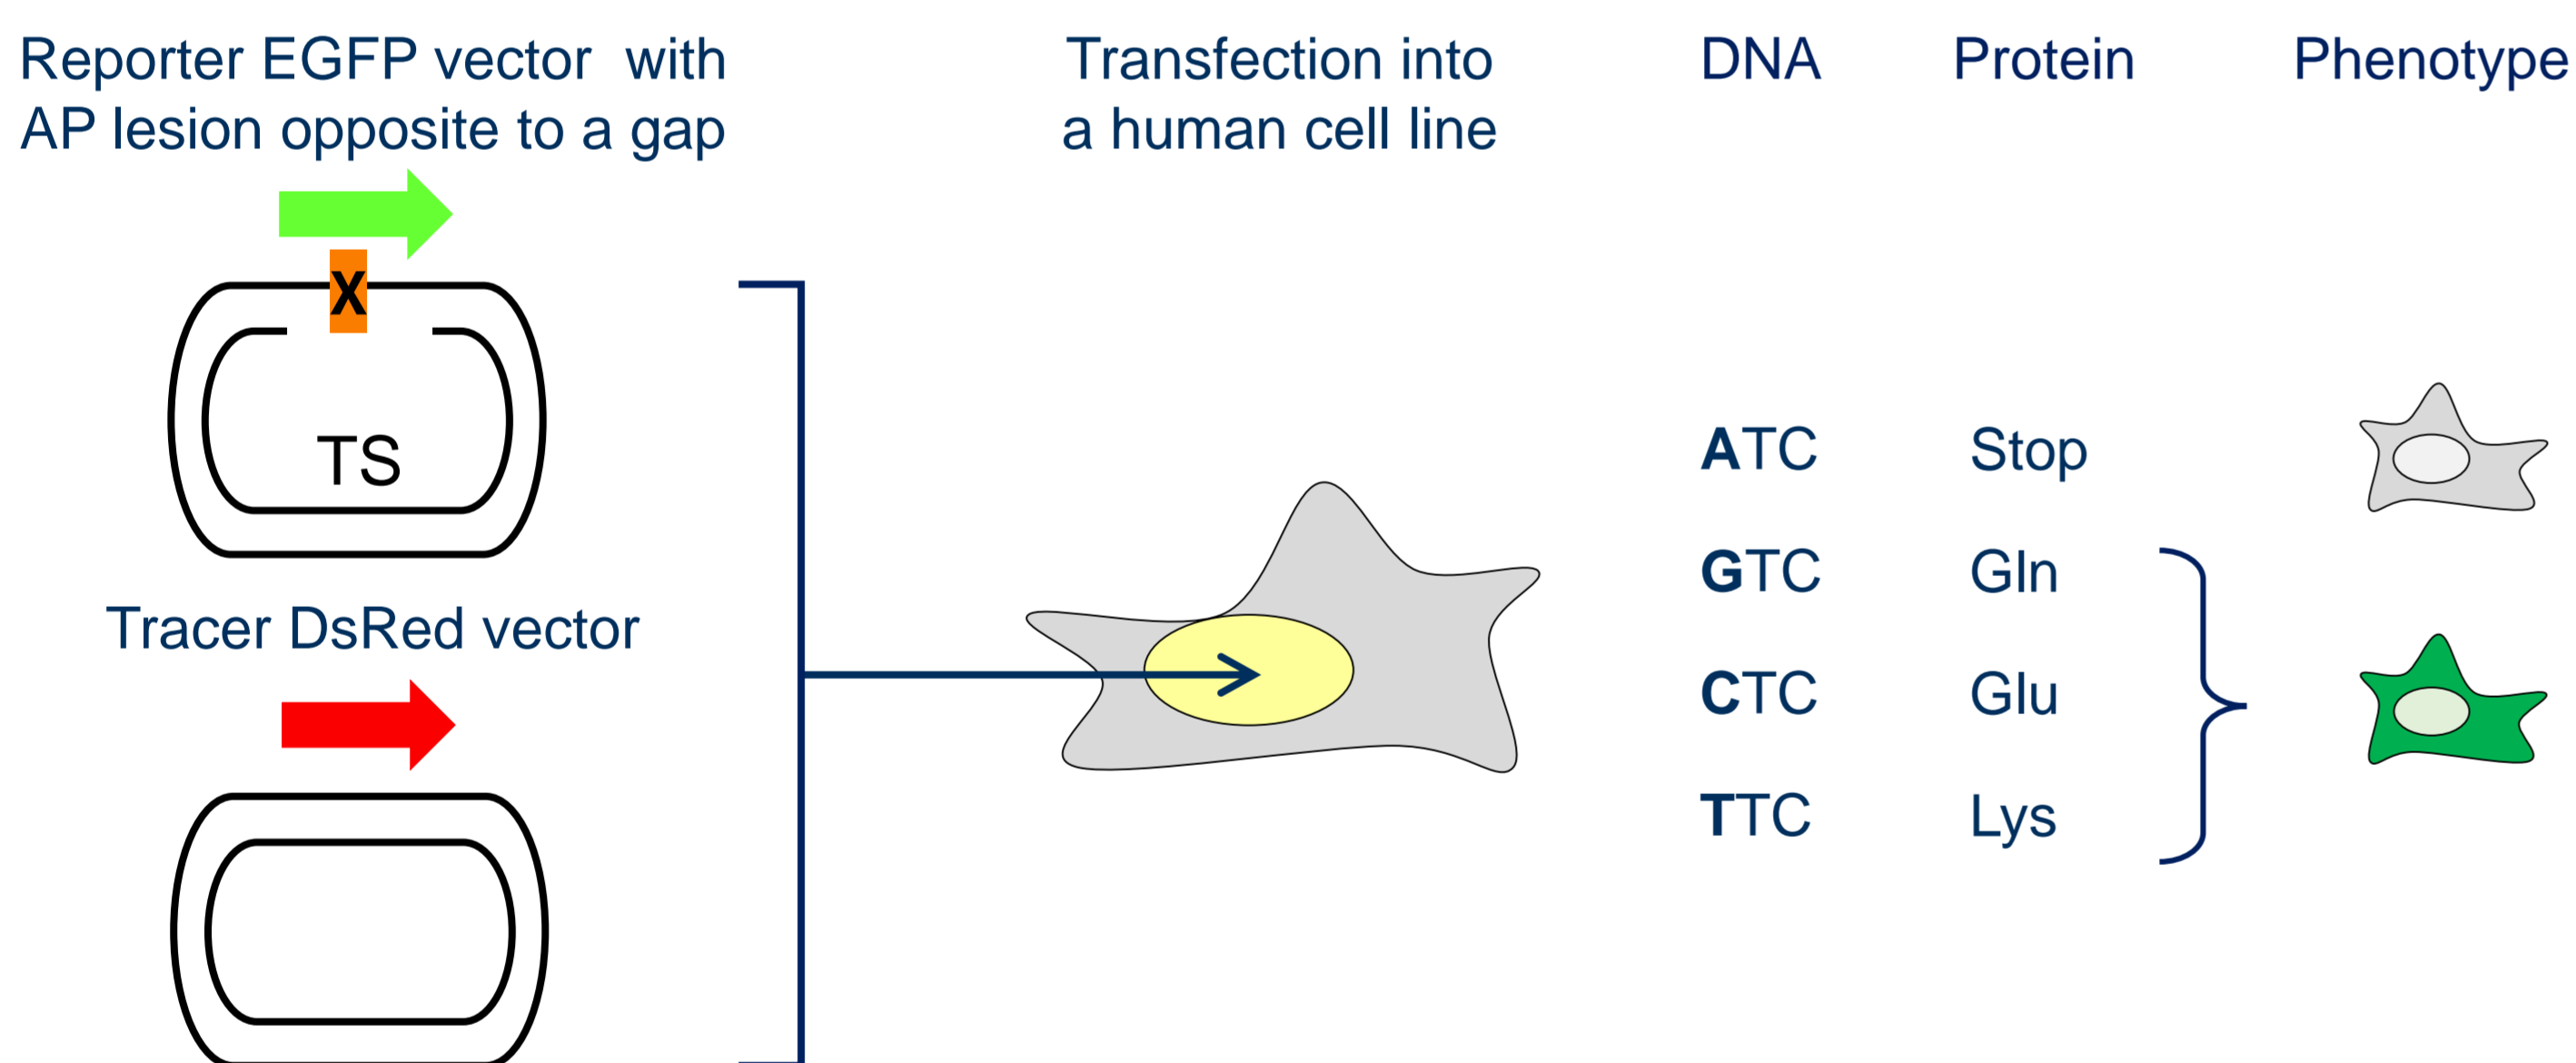 Reporter EGFP vector with
AP lesion opposite to a gap
X
TS
Tracer DsRed vector
Transfection into
a human cell line
DNA Protein Phenotype
ATC Stop
GTC Gln
CTC Glu
TTC Lys